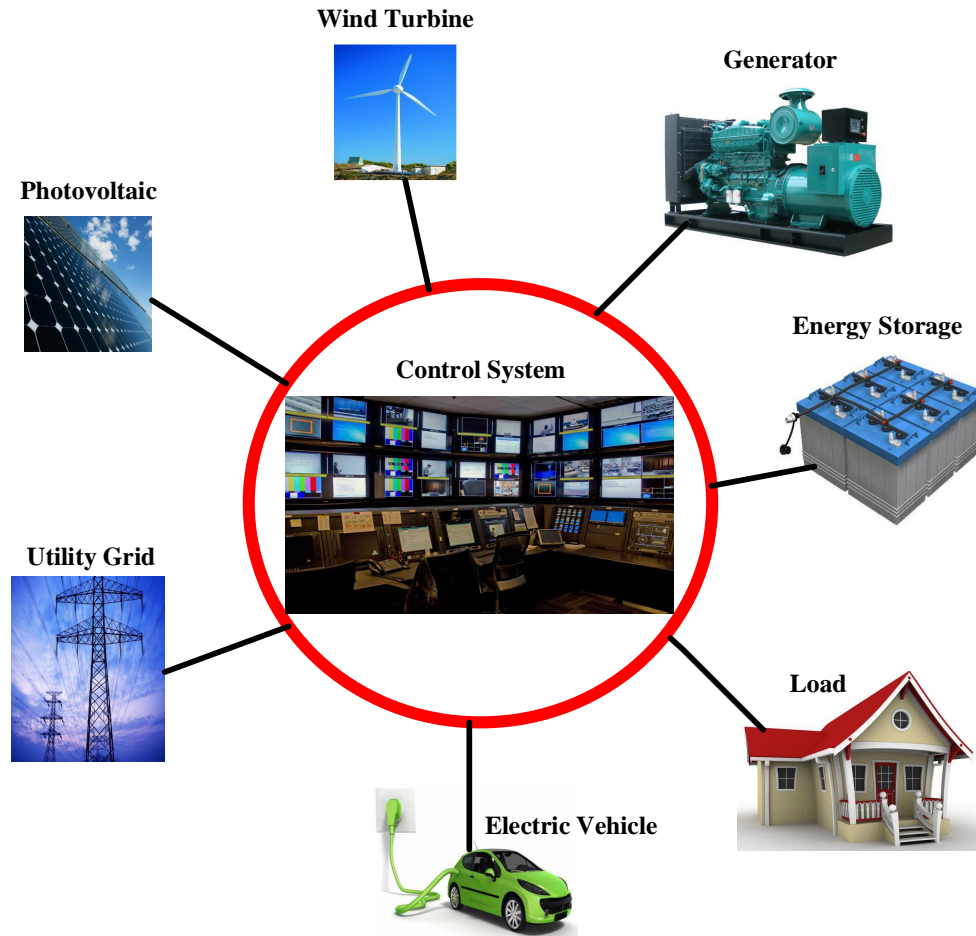 Wind Turbine
Generator
Photovoltaic
Energy Storage
Control System
Utility Grid
Load
Electric Vehicle